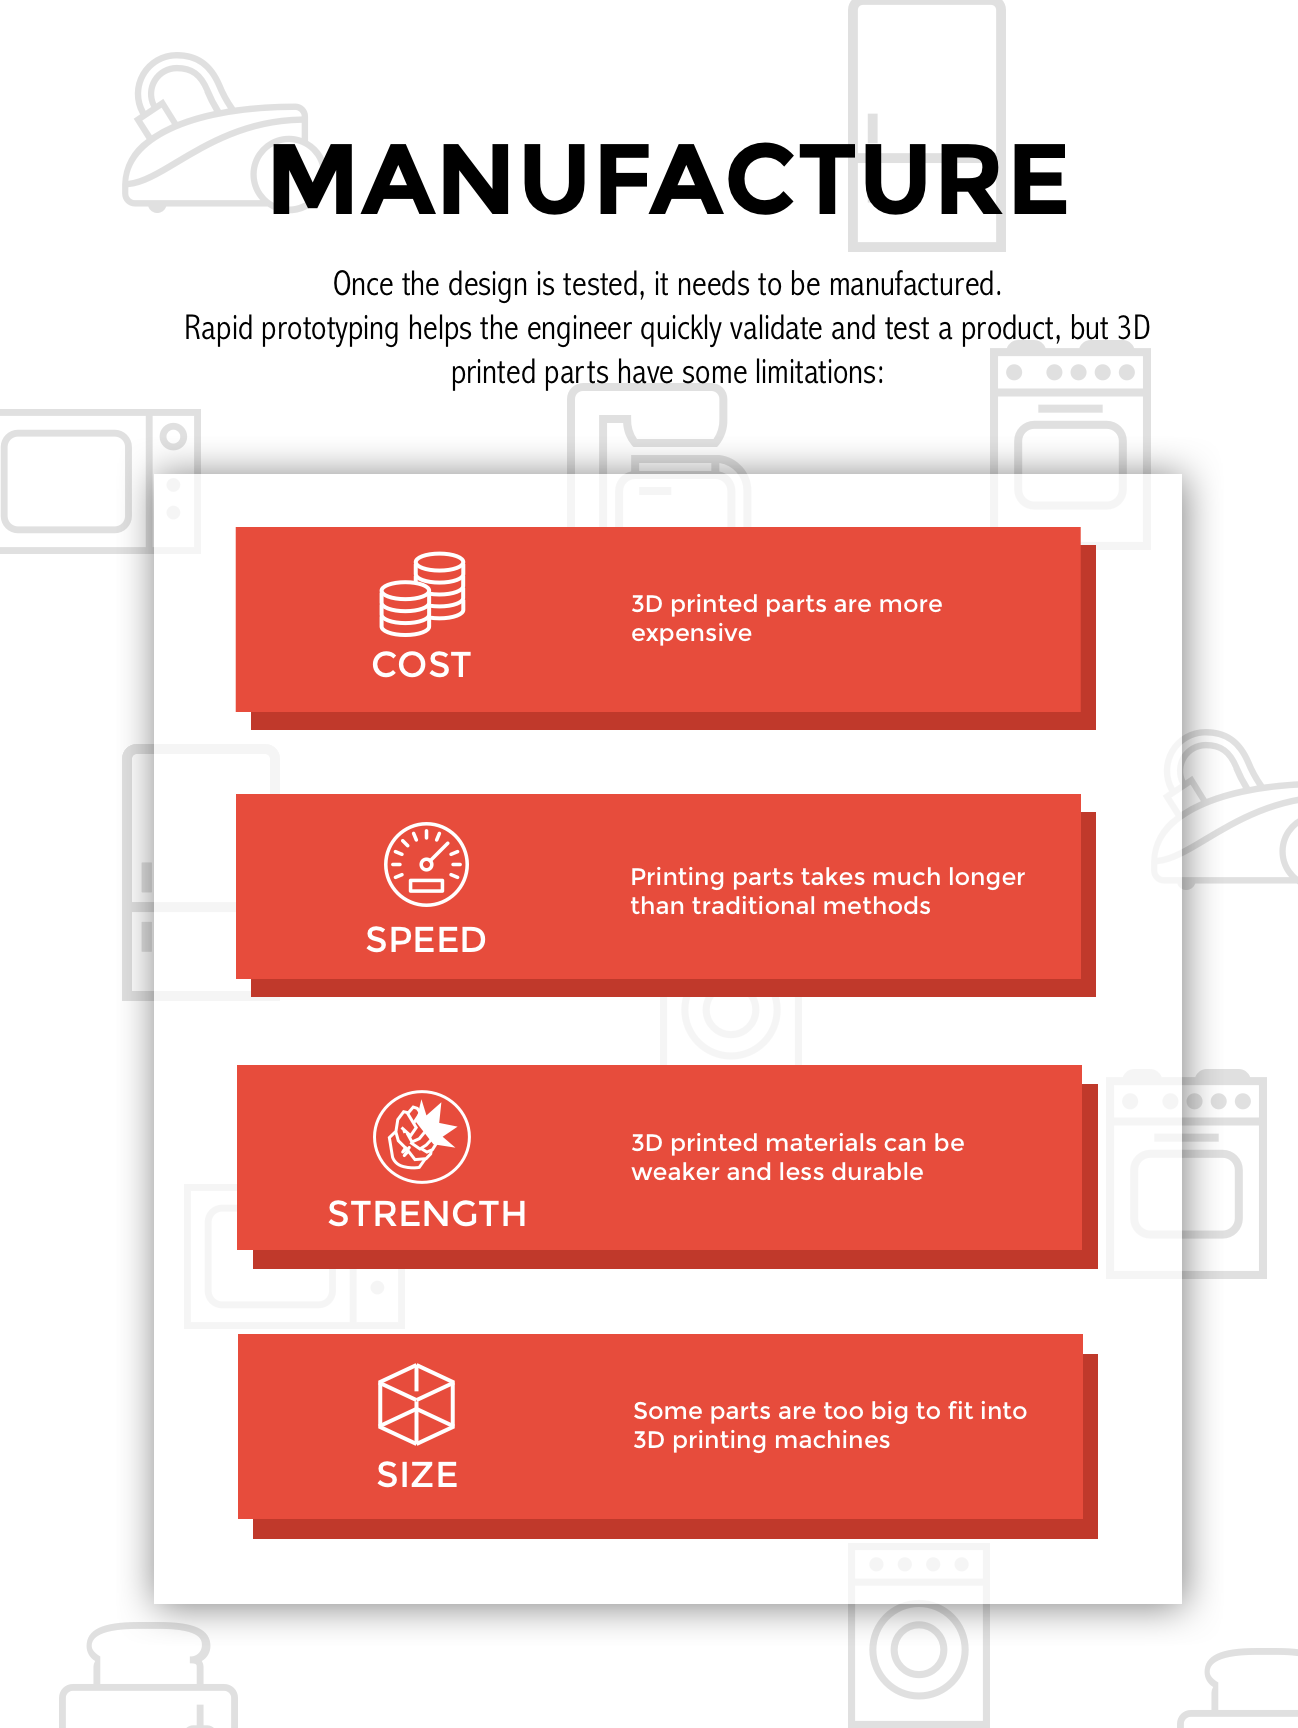 MANUFACTURE
Once the design is tested, it needs to be manufactured.
Rapid prototyping helps the engineer quickly validate and test a product, but 3D
printed parts have some limitations:
COST
3D printed parts are more
expensive
SPEED
Printing parts takes much longer
than traditional methods
STRENGTH
3D printed materials can be
weaker and less durable
SIZE
Some parts are too big to fit into
3D printing machines